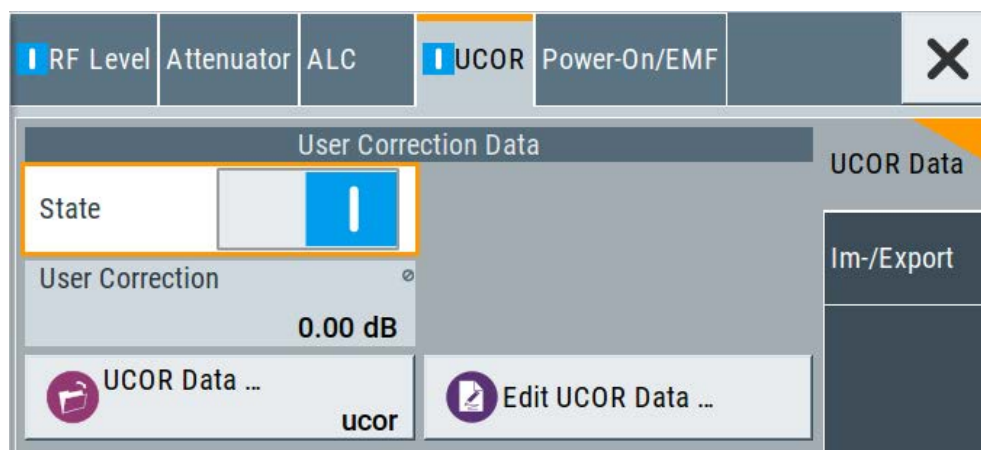 RF Level
Attenuator
ALC
UCOR
Power-On/EMF
User Correction Data
UCOR Data
State
Im-/Export
User Correction
0.00 dB
UCOR Data ...
ucor
Edit UCOR Data ...